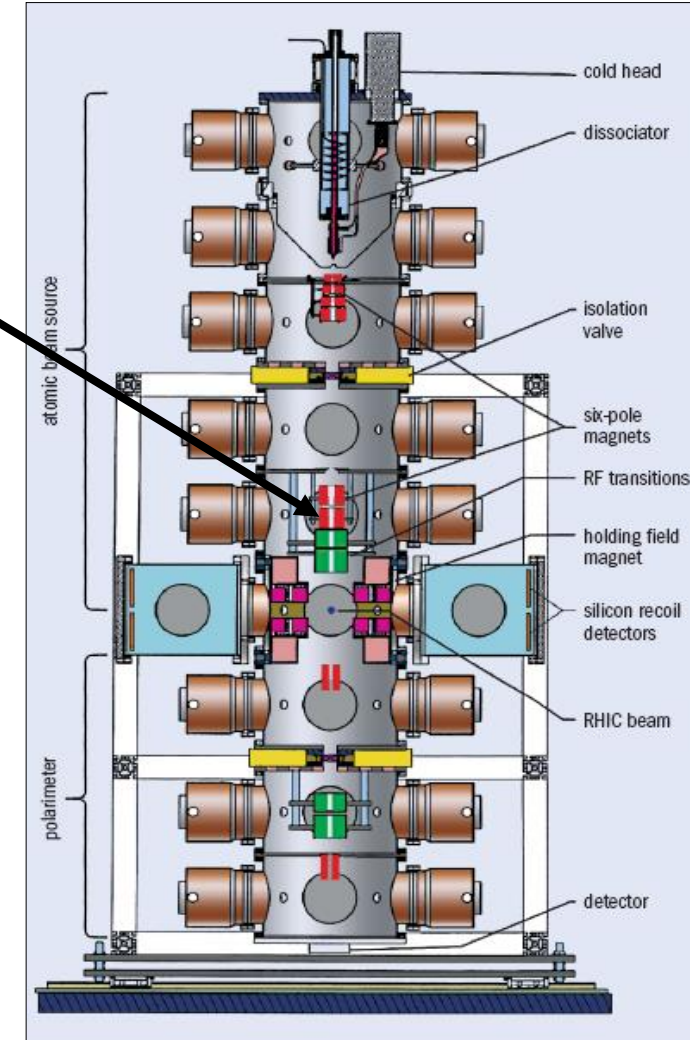 cold head
dissociator
atomic beam source
isolation
valve
six-pole
magnets
RF transitions
holding field
magnet
silicon recoil
detectors
RHIC beam
polarimeter
detector